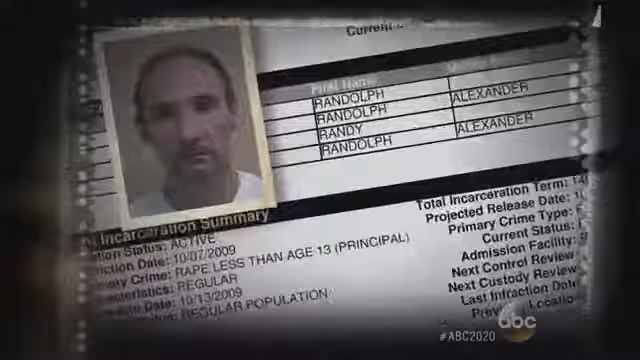 Current
First Name
RANDOLPH
RANDOLPH ALEXANDER
RANDY
RANDOLPH ALEXANDER
Incarceration Summary
Status: ACTIVE
Date: 10/07/2009
Crime: RAPE LESS THAN AGE 13 (PRINCIPAL)
REGULAR
Date: 10/13/2009
REGULAR POPULATION
Total Incarceration Term:
Projected Release Date:
Primary Crime Type:
Current Status:
Admission Facility:
Next Control Review
Next Custody Review
Last Infraction Date
abc
#ABC2020